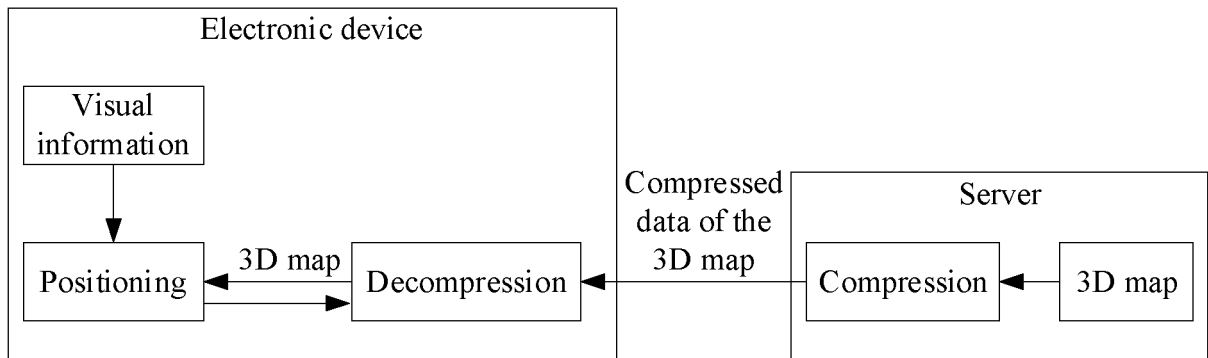 Electronic device
Visual
information
Positioning
3D map
Decompression
Compressed
data of the
3D map
Server
Compression
3D map